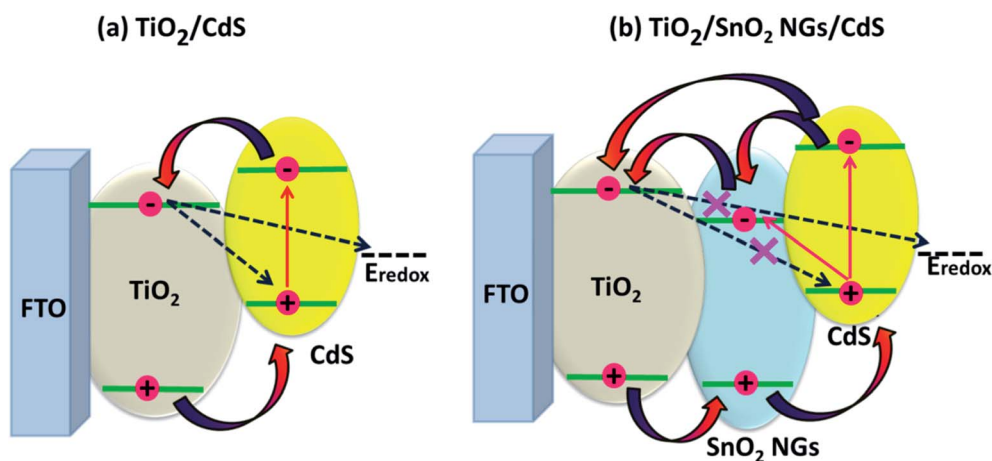 (a) TiO₂/CdS
(b) TiO₂/SnO₂ NGs/CdS
FTO
TiO₂
CdS
Eredox
-
-
+
+
FTO
TiO₂
SnO₂ NGs
CdS
Eredox
-
-
-
+
+
+